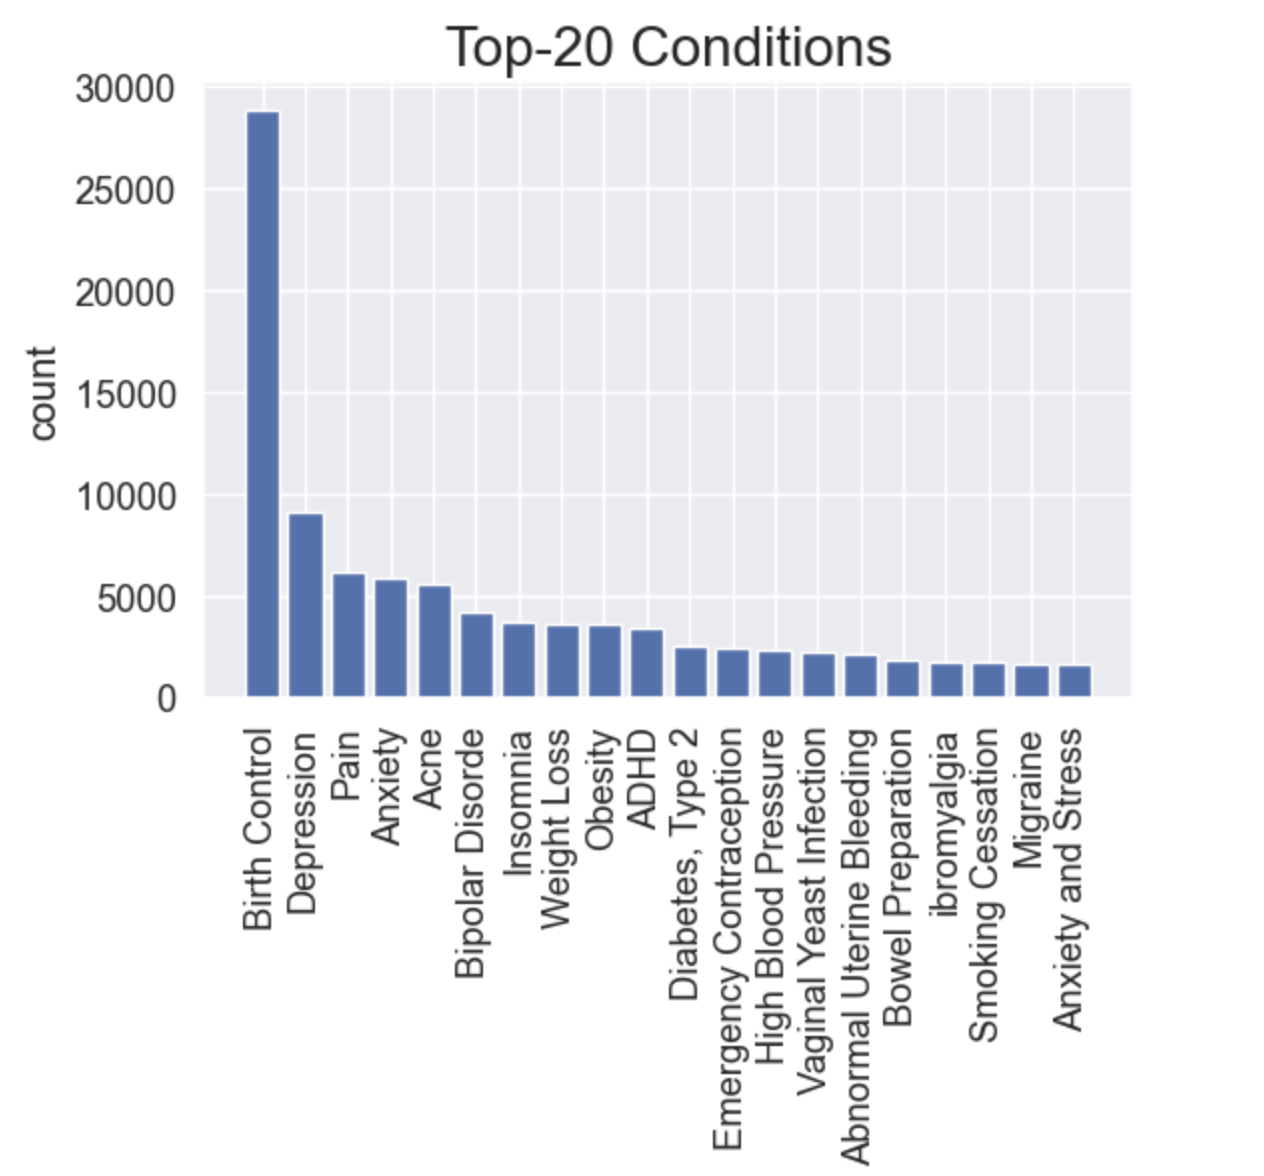 Top-20 Conditions
30000
25000
20000
15000
10000
5000
0
count
Birth Control
Depression
Pain
Anxiety
Acne
Bipolar Disorde
Insomnia
Weight Loss
Obesity
ADHD
Diabetes, Type 2
Emergency Contraception
High Blood Pressure
Vaginal Yeast Infection
Abnormal Uterine Bleeding
Bowel Preparation
ibromyalgia
Smoking Cessation
Migraine
Anxiety and Stress